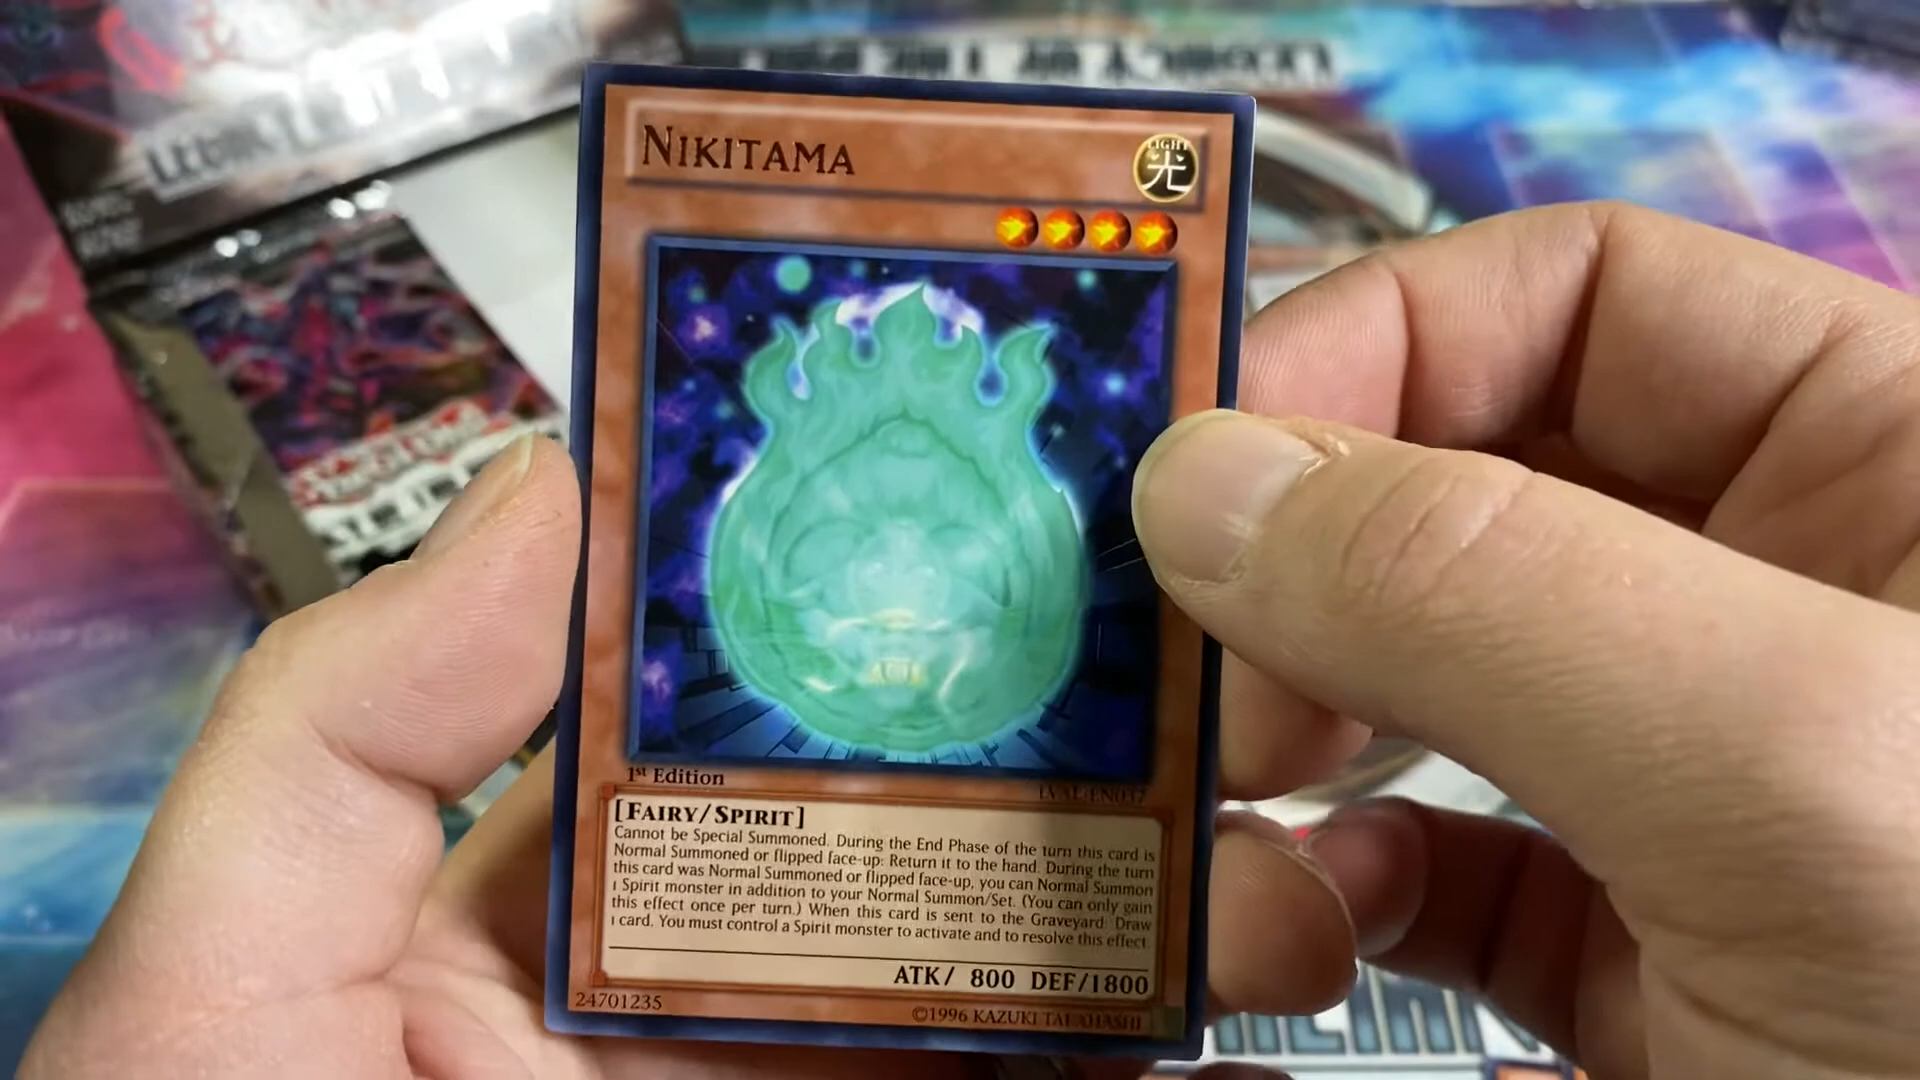 NIKITAMA
LIGHT
光
1st Edition
LVAL-EN037
[FAIRY/SPIRIT]
Cannot be Special Summoned. During the End Phase of the turn this card is
Normal Summoned or flipped face-up: Return it to the hand. During the turn
this card was Normal Summoned or flipped face-up, you can Normal Summon
1 Spirit monster in addition to your Normal Summon/Set. (You can only gain
this effect once per turn.) When this card is sent to the Graveyard: Draw
1 card. You must control a Spirit monster to activate and to resolve this effect.
ATK/ 800 DEF/1800
24701235
©1996 KAZUKI TAKAHASHI